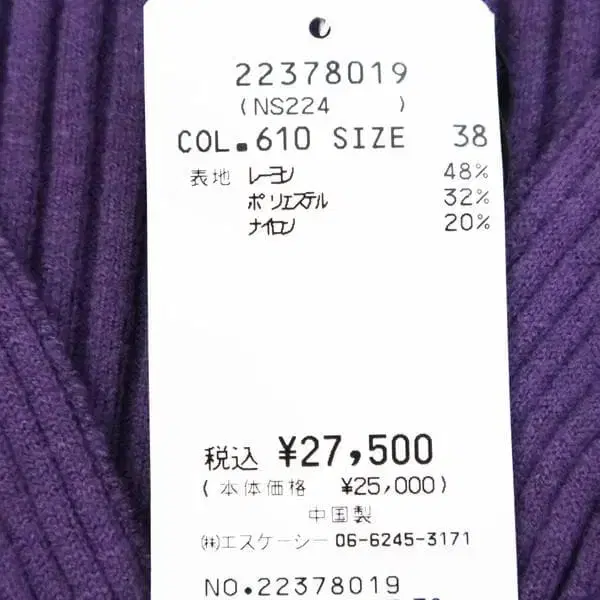 22378019
(NS224 )
COL.610 SIZE 38
表地 レーヨン 48%
ポリエステル 32%
ナイロン 20%
税込 ¥27,500
(本体価格 ¥25,000)
中国製
㈱エスケーシー 06-6245-3171
NO.22378019